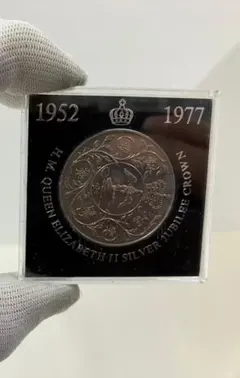 1952 1977
H. M. QUEEN ELIZABETH II SILVER JUBILEE CROWN